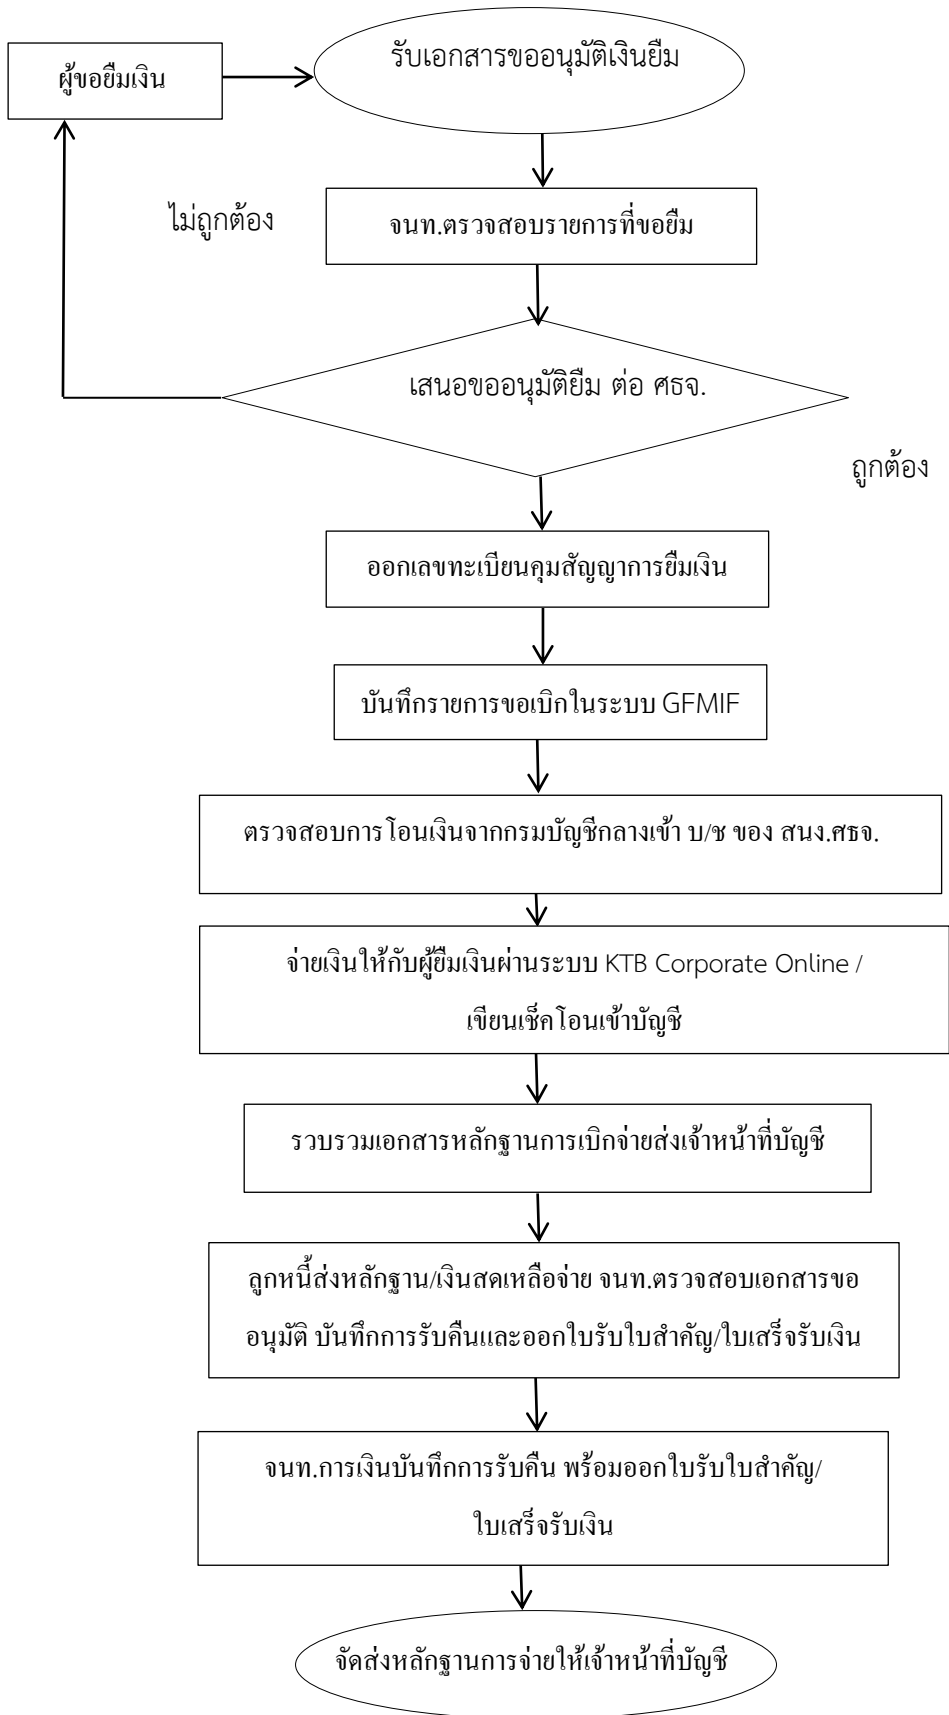 รับเอกสารขออนุมัติเงินยืม
ผู้ขอยืมเงิน
ไม่ถูกต้อง
จนท.ตรวจสอบรายการที่ขอยืม
เสนอขออนุมัติยืม ต่อ ศธจ.
ถูกต้อง
ออกเลขทะเบียนคุมสัญญาการยืมเงิน
บันทึกรายการขอเบิกในระบบ GFMIF
ตรวจสอบการโอนเงินจากกรมบัญชีกลางเข้า บ/ช ของ สนง.ศธจ.
จ่ายเงินให้กับผู้ยืมเงินผ่านระบบ KTB Corporate Online /
เขียนเช็คโอนเข้าบัญชี
รวบรวมเอกสารหลักฐานการเบิกจ่ายส่งเจ้าหน้าที่บัญชี
ลูกหนี้ส่งหลักฐาน/เงินสดเหลือจ่าย จนท.ตรวจสอบเอกสารขอ
อนุมัติ บันทึกการรับคืนและออกใบรับใบสำคัญ/ใบเสร็จรับเงิน
จนท.การเงินบันทึกการรับคืน พร้อมออกใบรับใบสำคัญ/
ใบเสร็จรับเงิน
จัดส่งหลักฐานการจ่ายให้เจ้าหน้าที่บัญชี